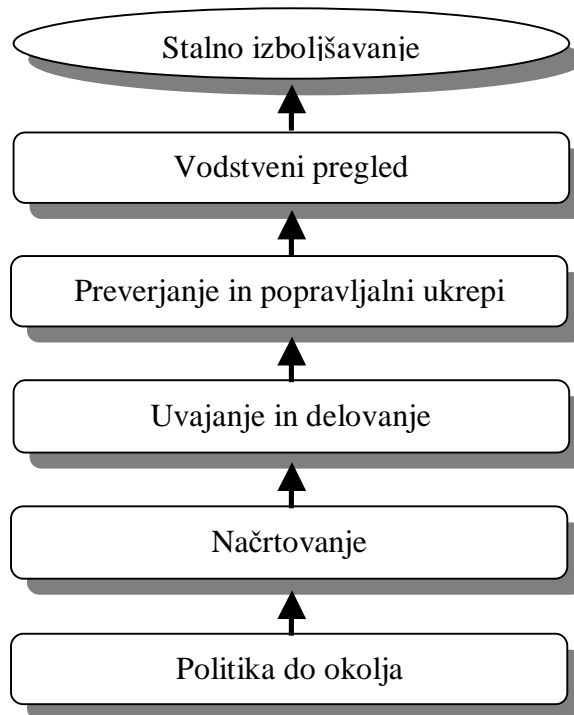 Stalno izboljšavanje
Vodstveni pregled
Preverjanje in popravljalni ukrepi
Uvajanje in delovanje
Načrtovanje
Politika do okolja